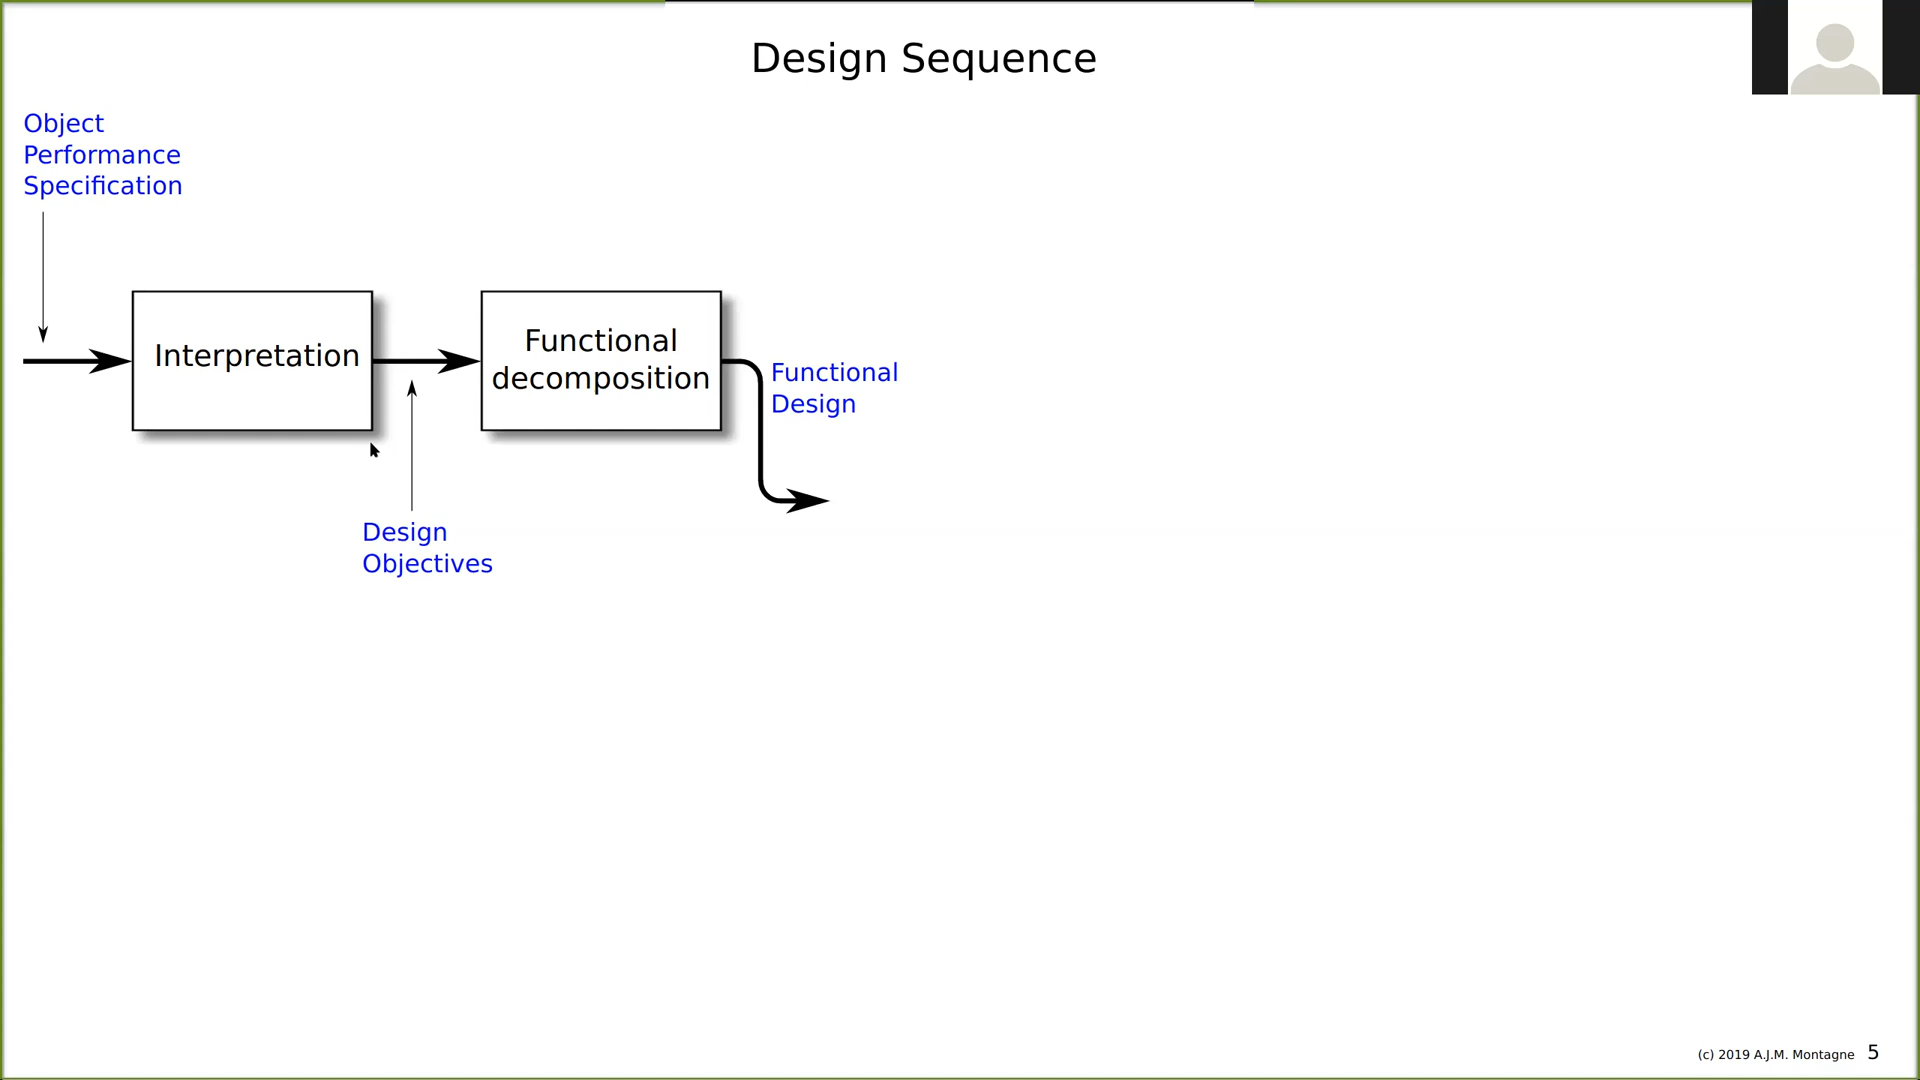 Design Sequence
Object
Performance
Specification
Interpretation
Functional
decomposition
Functional
Design
Design
Objectives
(c) 2019 A.J.M. Montagne 5